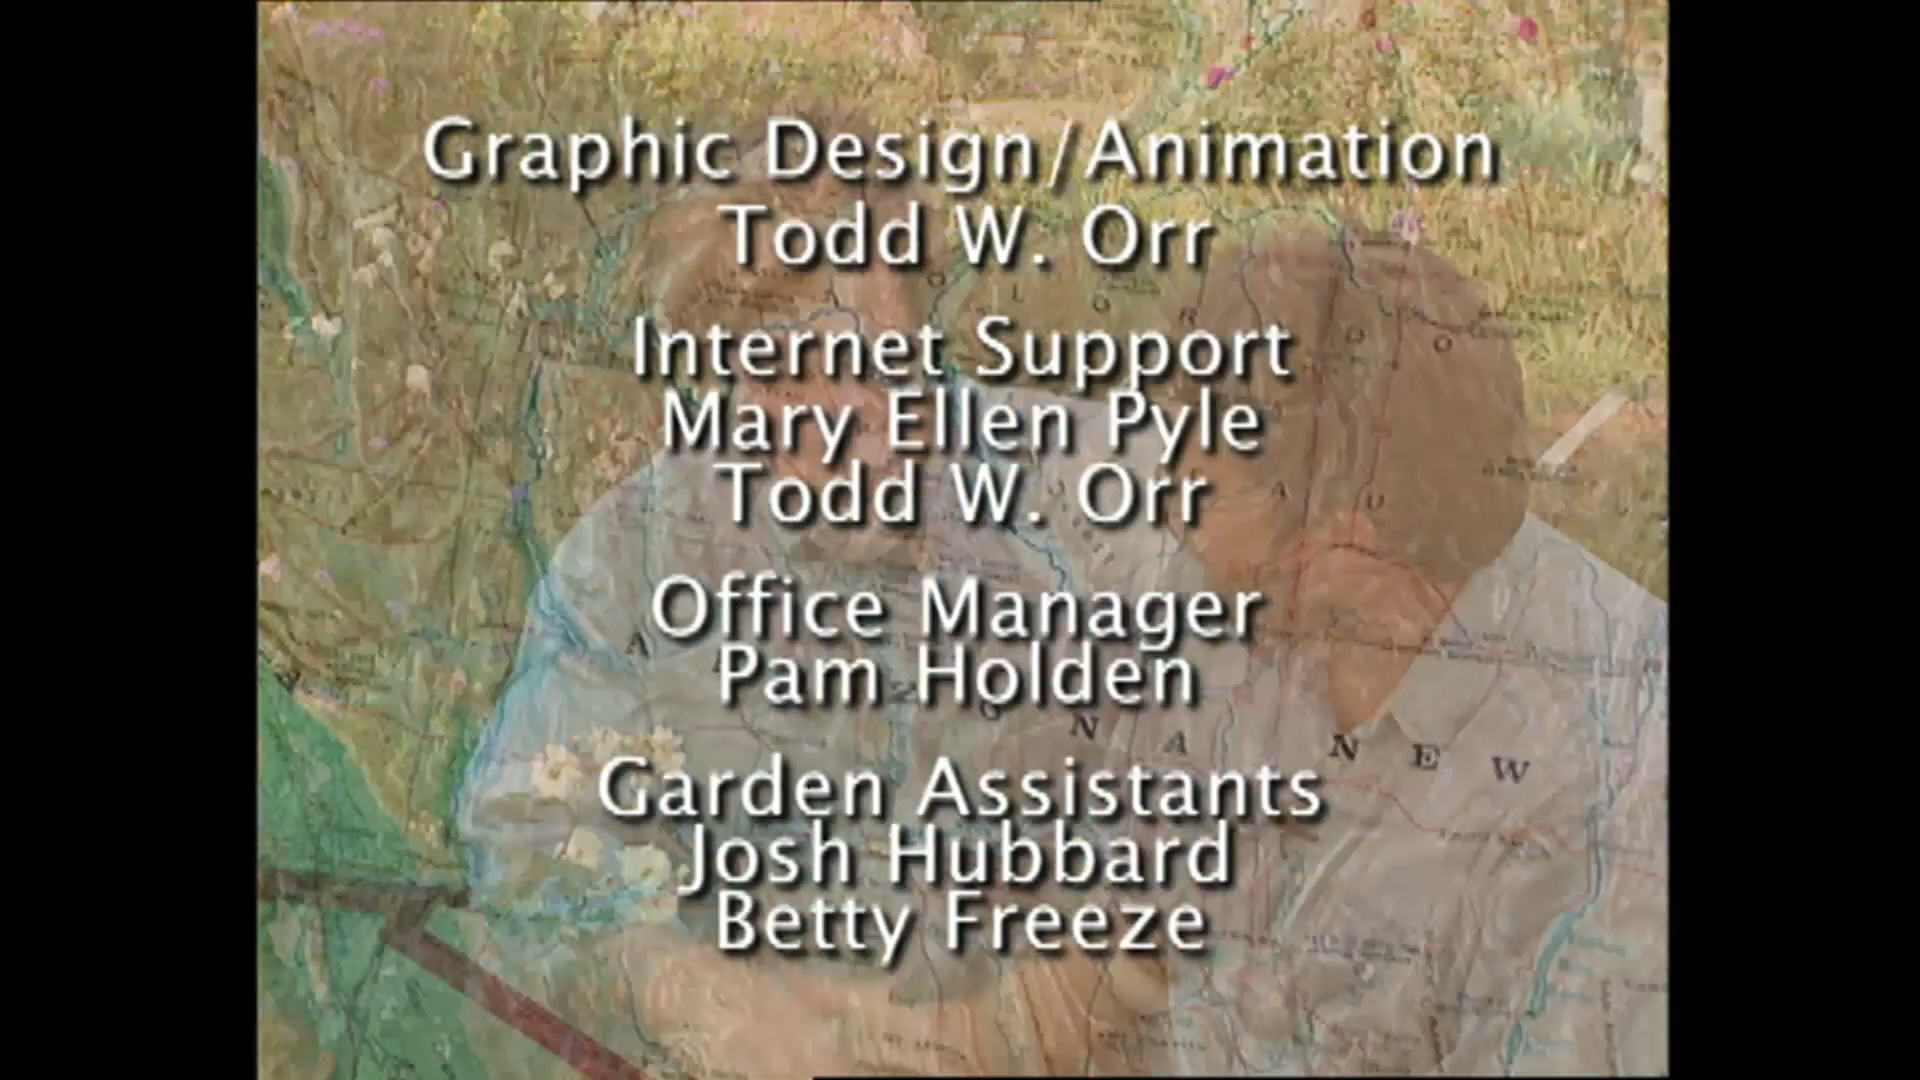 Graphic Design/Animation
Todd W. Orr
Internet Support
Mary Ellen Pyle
Todd W. Orr
Office Manager
Pam Holden
Garden Assistants
Josh Hubbard
Betty Freeze
NEW